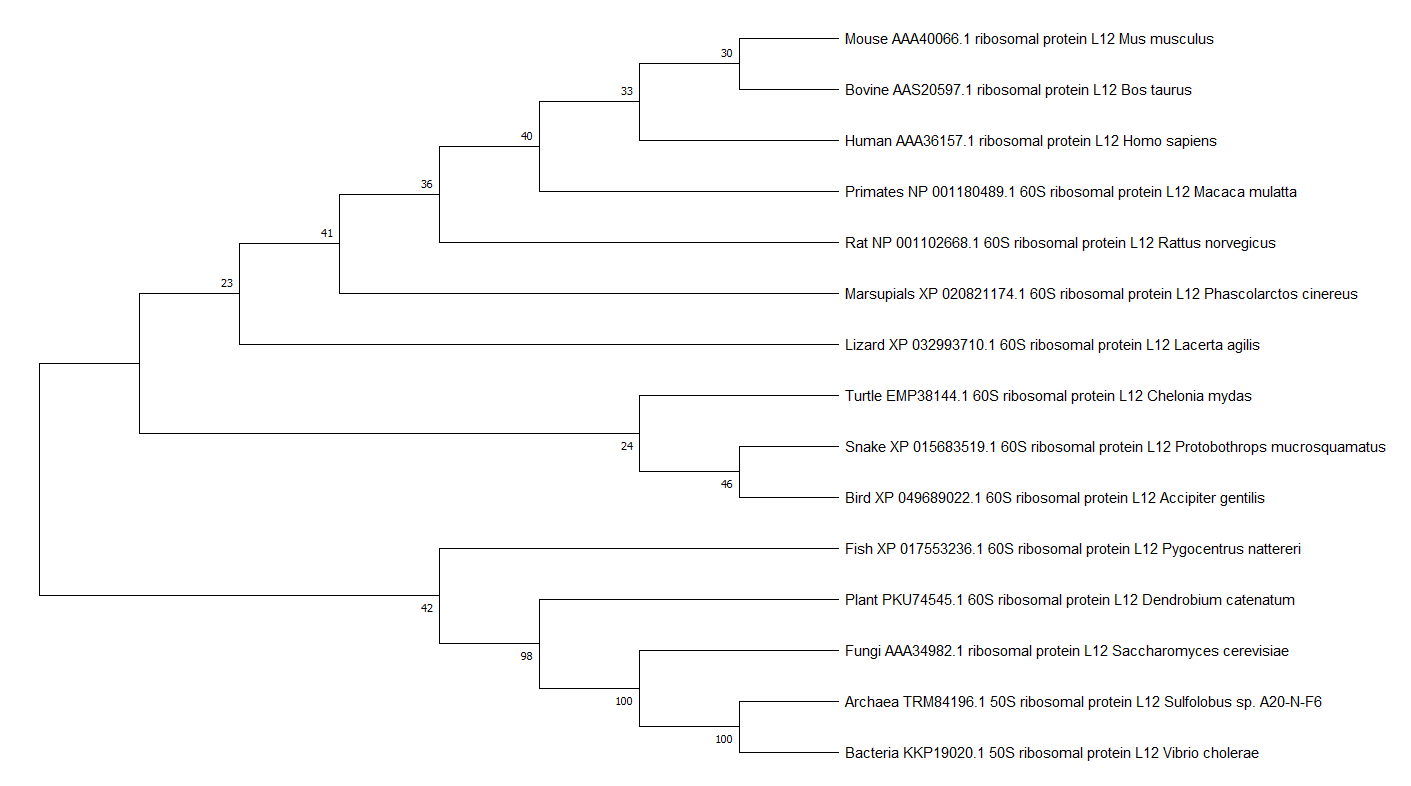 30
Mouse AAA40066.1 ribosomal protein L12 Mus musculus
Bovine AAS20597.1 ribosomal protein L12 Bos taurus
33
Human AAA36157.1 ribosomal protein L12 Homo sapiens
40
Primates NP 001180489.1 60S ribosomal protein L12 Macaca mulatta
36
Rat NP 001102668.1 60S ribosomal protein L12 Rattus norvegicus
41
Marsupials XP 020821174.1 60S ribosomal protein L12 Phascolarctos cinereus
23
Lizard XP 032993710.1 60S ribosomal protein L12 Lacerta agilis
Turtle EMP38144.1 60S ribosomal protein L12 Chelonia mydas
24
Snake XP 015683519.1 60S ribosomal protein L12 Protobothrops mucrosquamatus
46
Bird XP 049689022.1 60S ribosomal protein L12 Accipiter gentilis
Fish XP 017553236.1 60S ribosomal protein L12 Pygocentrus nattereri
42
Plant PKU74545.1 60S ribosomal protein L12 Dendrobium catenatum
98
Fungi AAA34982.1 ribosomal protein L12 Saccharomyces cerevisiae
100
Archaea TRM84196.1 50S ribosomal protein L12 Sulfolobus sp. A20-N-F6
100
Bacteria KKP19020.1 50S ribosomal protein L12 Vibrio cholerae